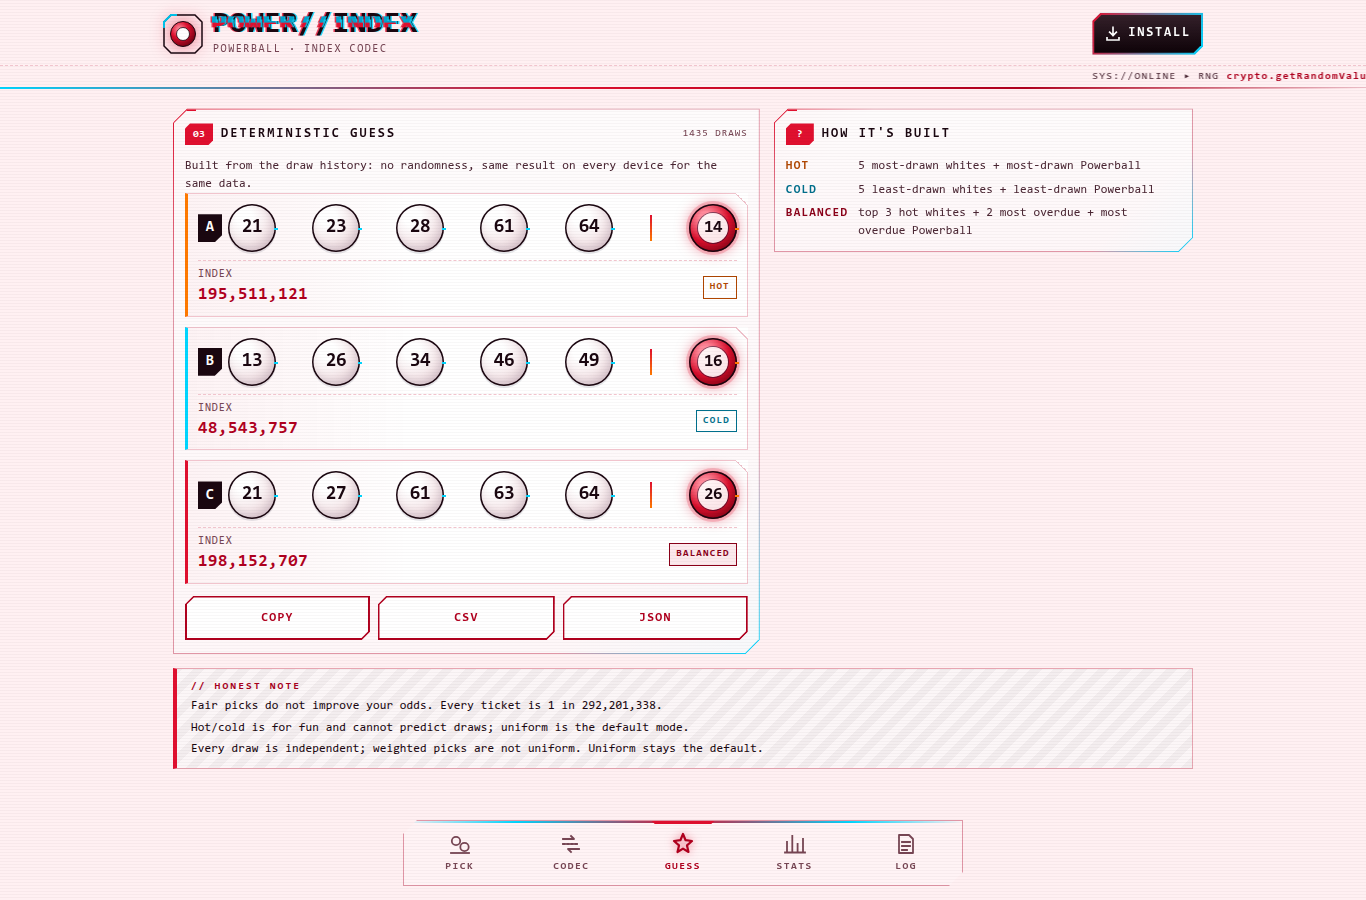 POWER//INDEX
POWERBALL · INDEX CODEC
INSTALL
SYS://ONLINE ▸ RNG crypto.getRandomValu
03 DETERMINISTIC GUESS 1435 DRAWS
Built from the draw history: no randomness, same result on every device for the
same data.
A 21 23 28 61 64 14
INDEX
195,511,121
HOT
B 13 26 34 46 49 16
INDEX
48,543,757
COLD
C 21 27 61 63 64 26
INDEX
198,152,707
BALANCED
COPY CSV JSON
? HOW IT'S BUILT
HOT 5 most-drawn whites + most-drawn Powerball
COLD 5 least-drawn whites + least-drawn Powerball
BALANCED top 3 hot whites + 2 most overdue + most
overdue Powerball
// HONEST NOTE
Fair picks do not improve your odds. Every ticket is 1 in 292,201,338.
Hot/cold is for fun and cannot predict draws; uniform is the default mode.
Every draw is independent; weighted picks are not uniform. Uniform stays the default.
PICK CODEC GUESS STATS LOG